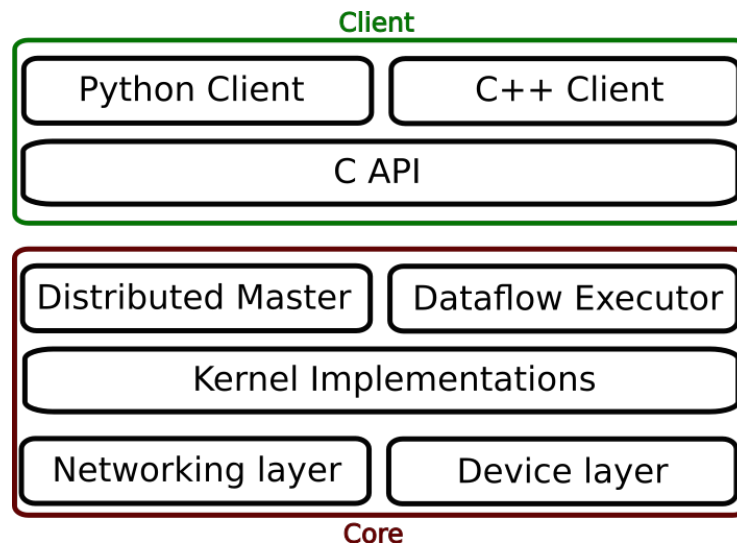 Client
Python Client
C++ Client
C API
Distributed Master
Dataflow Executor
Kernel Implementations
Networking layer
Device layer
Core